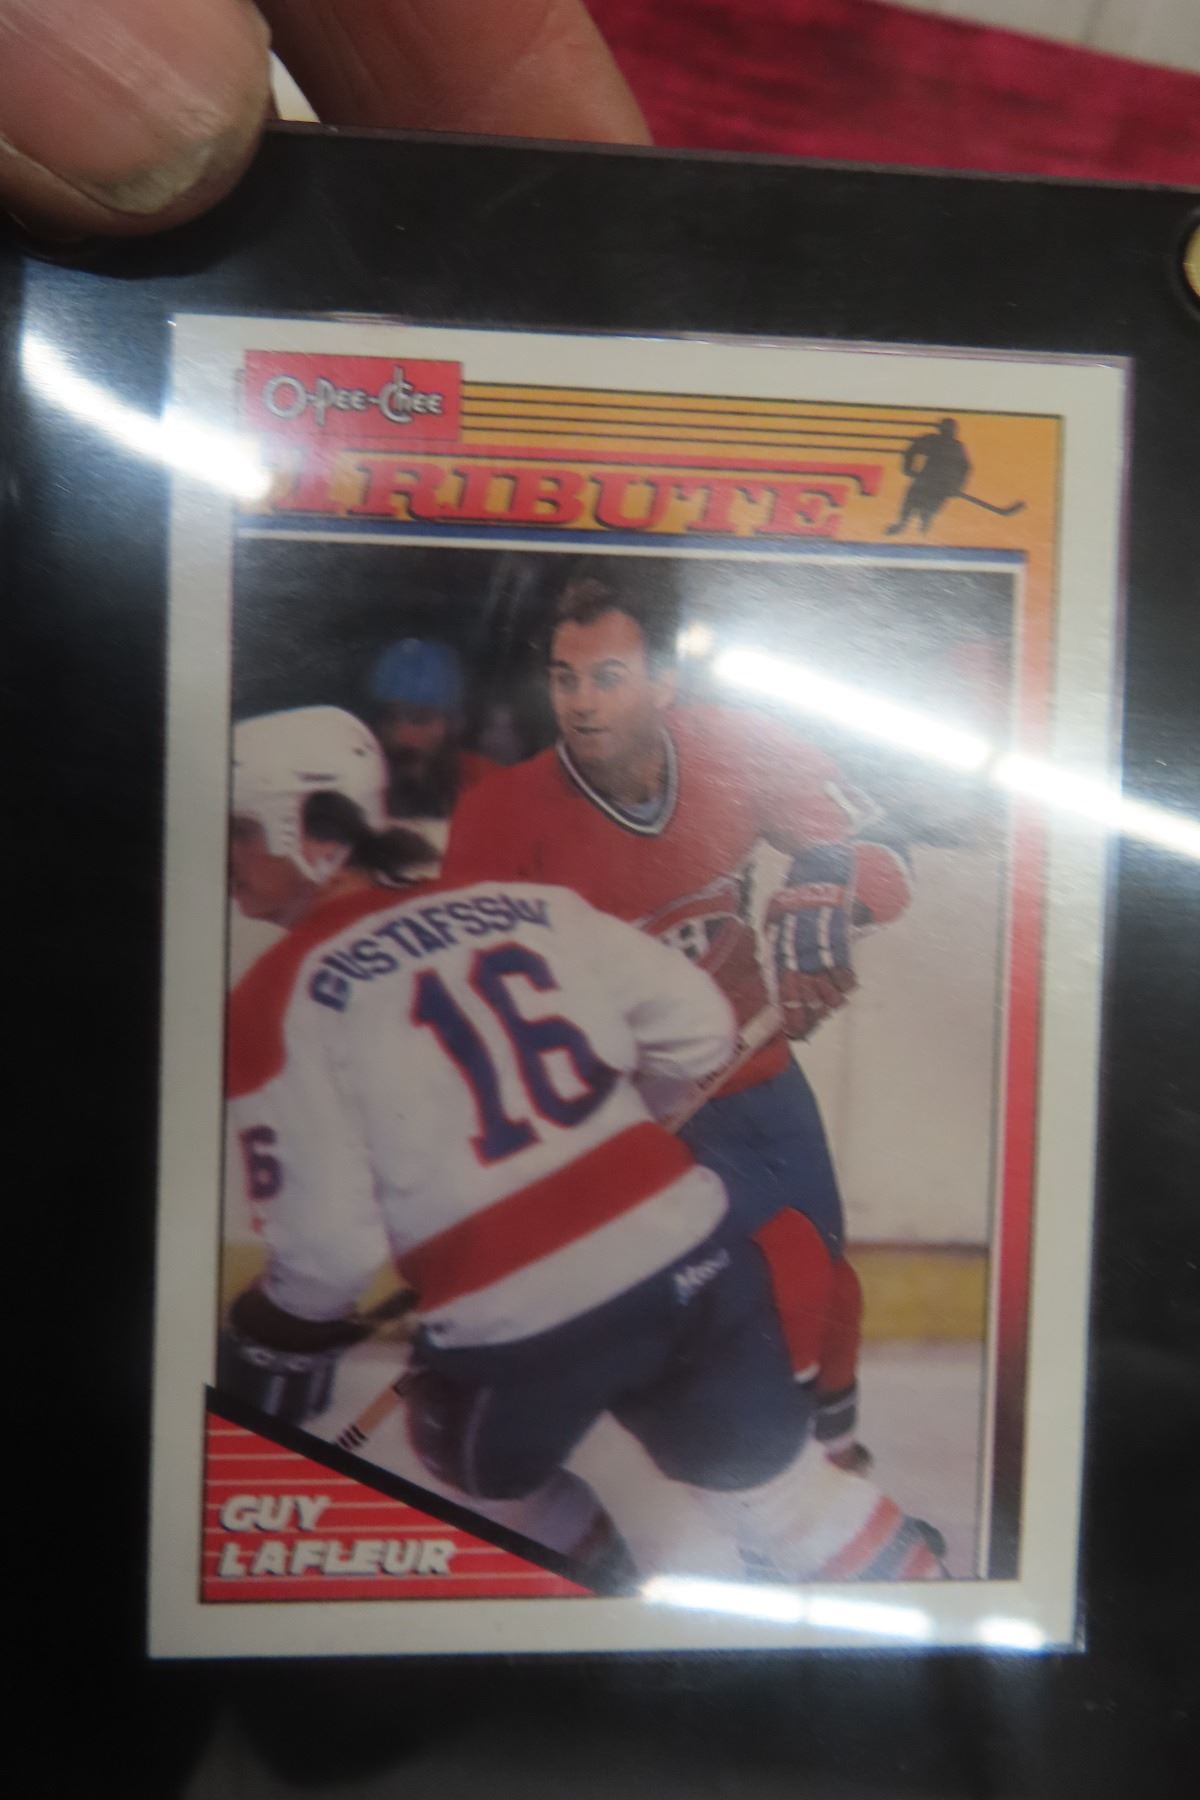 O-Pee-Chee
TRIBUTE
GUSTAFSSON
16
6
GUY
LAFLEUR